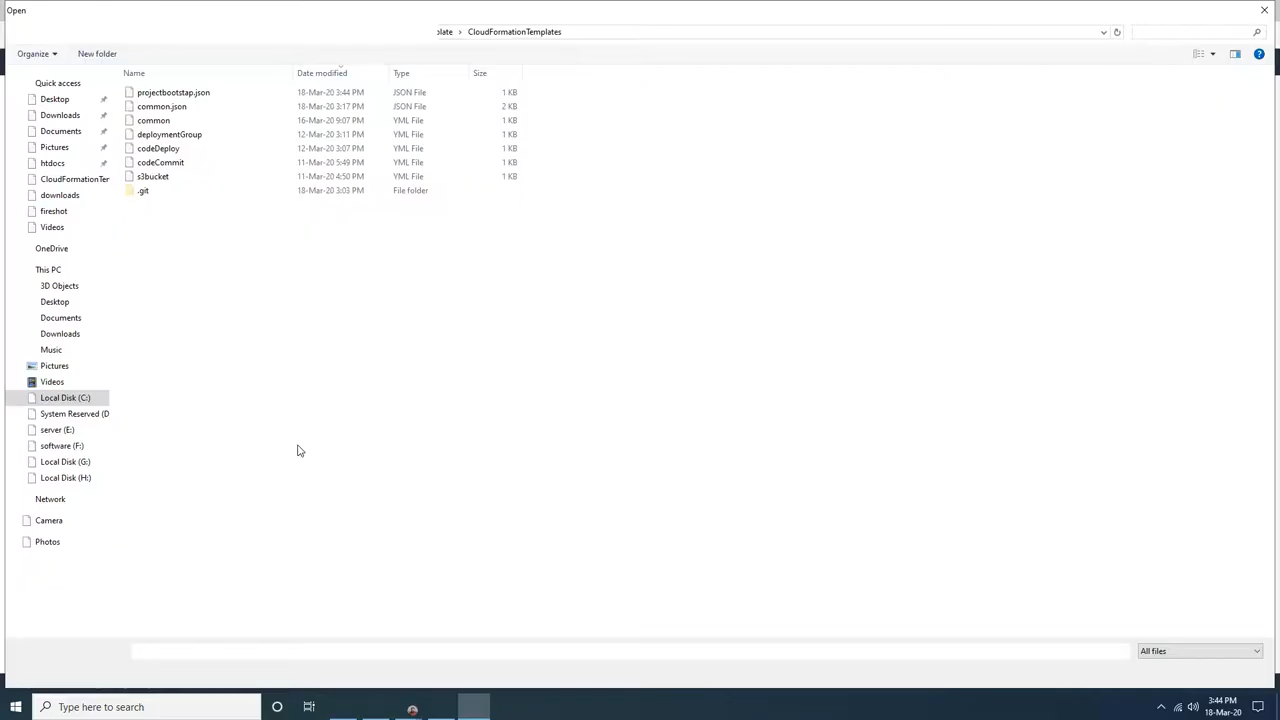 Open
plate > CloudFormationTemplates
Organize New folder
Name Date modified Type Size
projectbootstap.json 18-Mar-20 3:44 PM JSON File 1 KB
common.json 18-Mar-20 3:17 PM JSON File 2 KB
common 16-Mar-20 9:07 PM YML File 1 KB
deploymentGroup 12-Mar-20 3:11 PM YML File 1 KB
codeDeploy 12-Mar-20 3:07 PM YML File 1 KB
codeCommit 11-Mar-20 5:49 PM YML File 1 KB
s3bucket 11-Mar-20 4:50 PM YML File 1 KB
.git 18-Mar-20 3:03 PM File folder
Quick access
Desktop
Downloads
Documents
Pictures
htdocs
CloudFormationTer
downloads
fireshot
Videos
OneDrive
This PC
3D Objects
Desktop
Documents
Downloads
Music
Pictures
Videos
Local Disk (C:)
System Reserved (D
server (E:)
software (F:)
Local Disk (G:)
Local Disk (H:)
Network
Camera
Photos
All files
Type here to search
3:44 PM
18-Mar-20